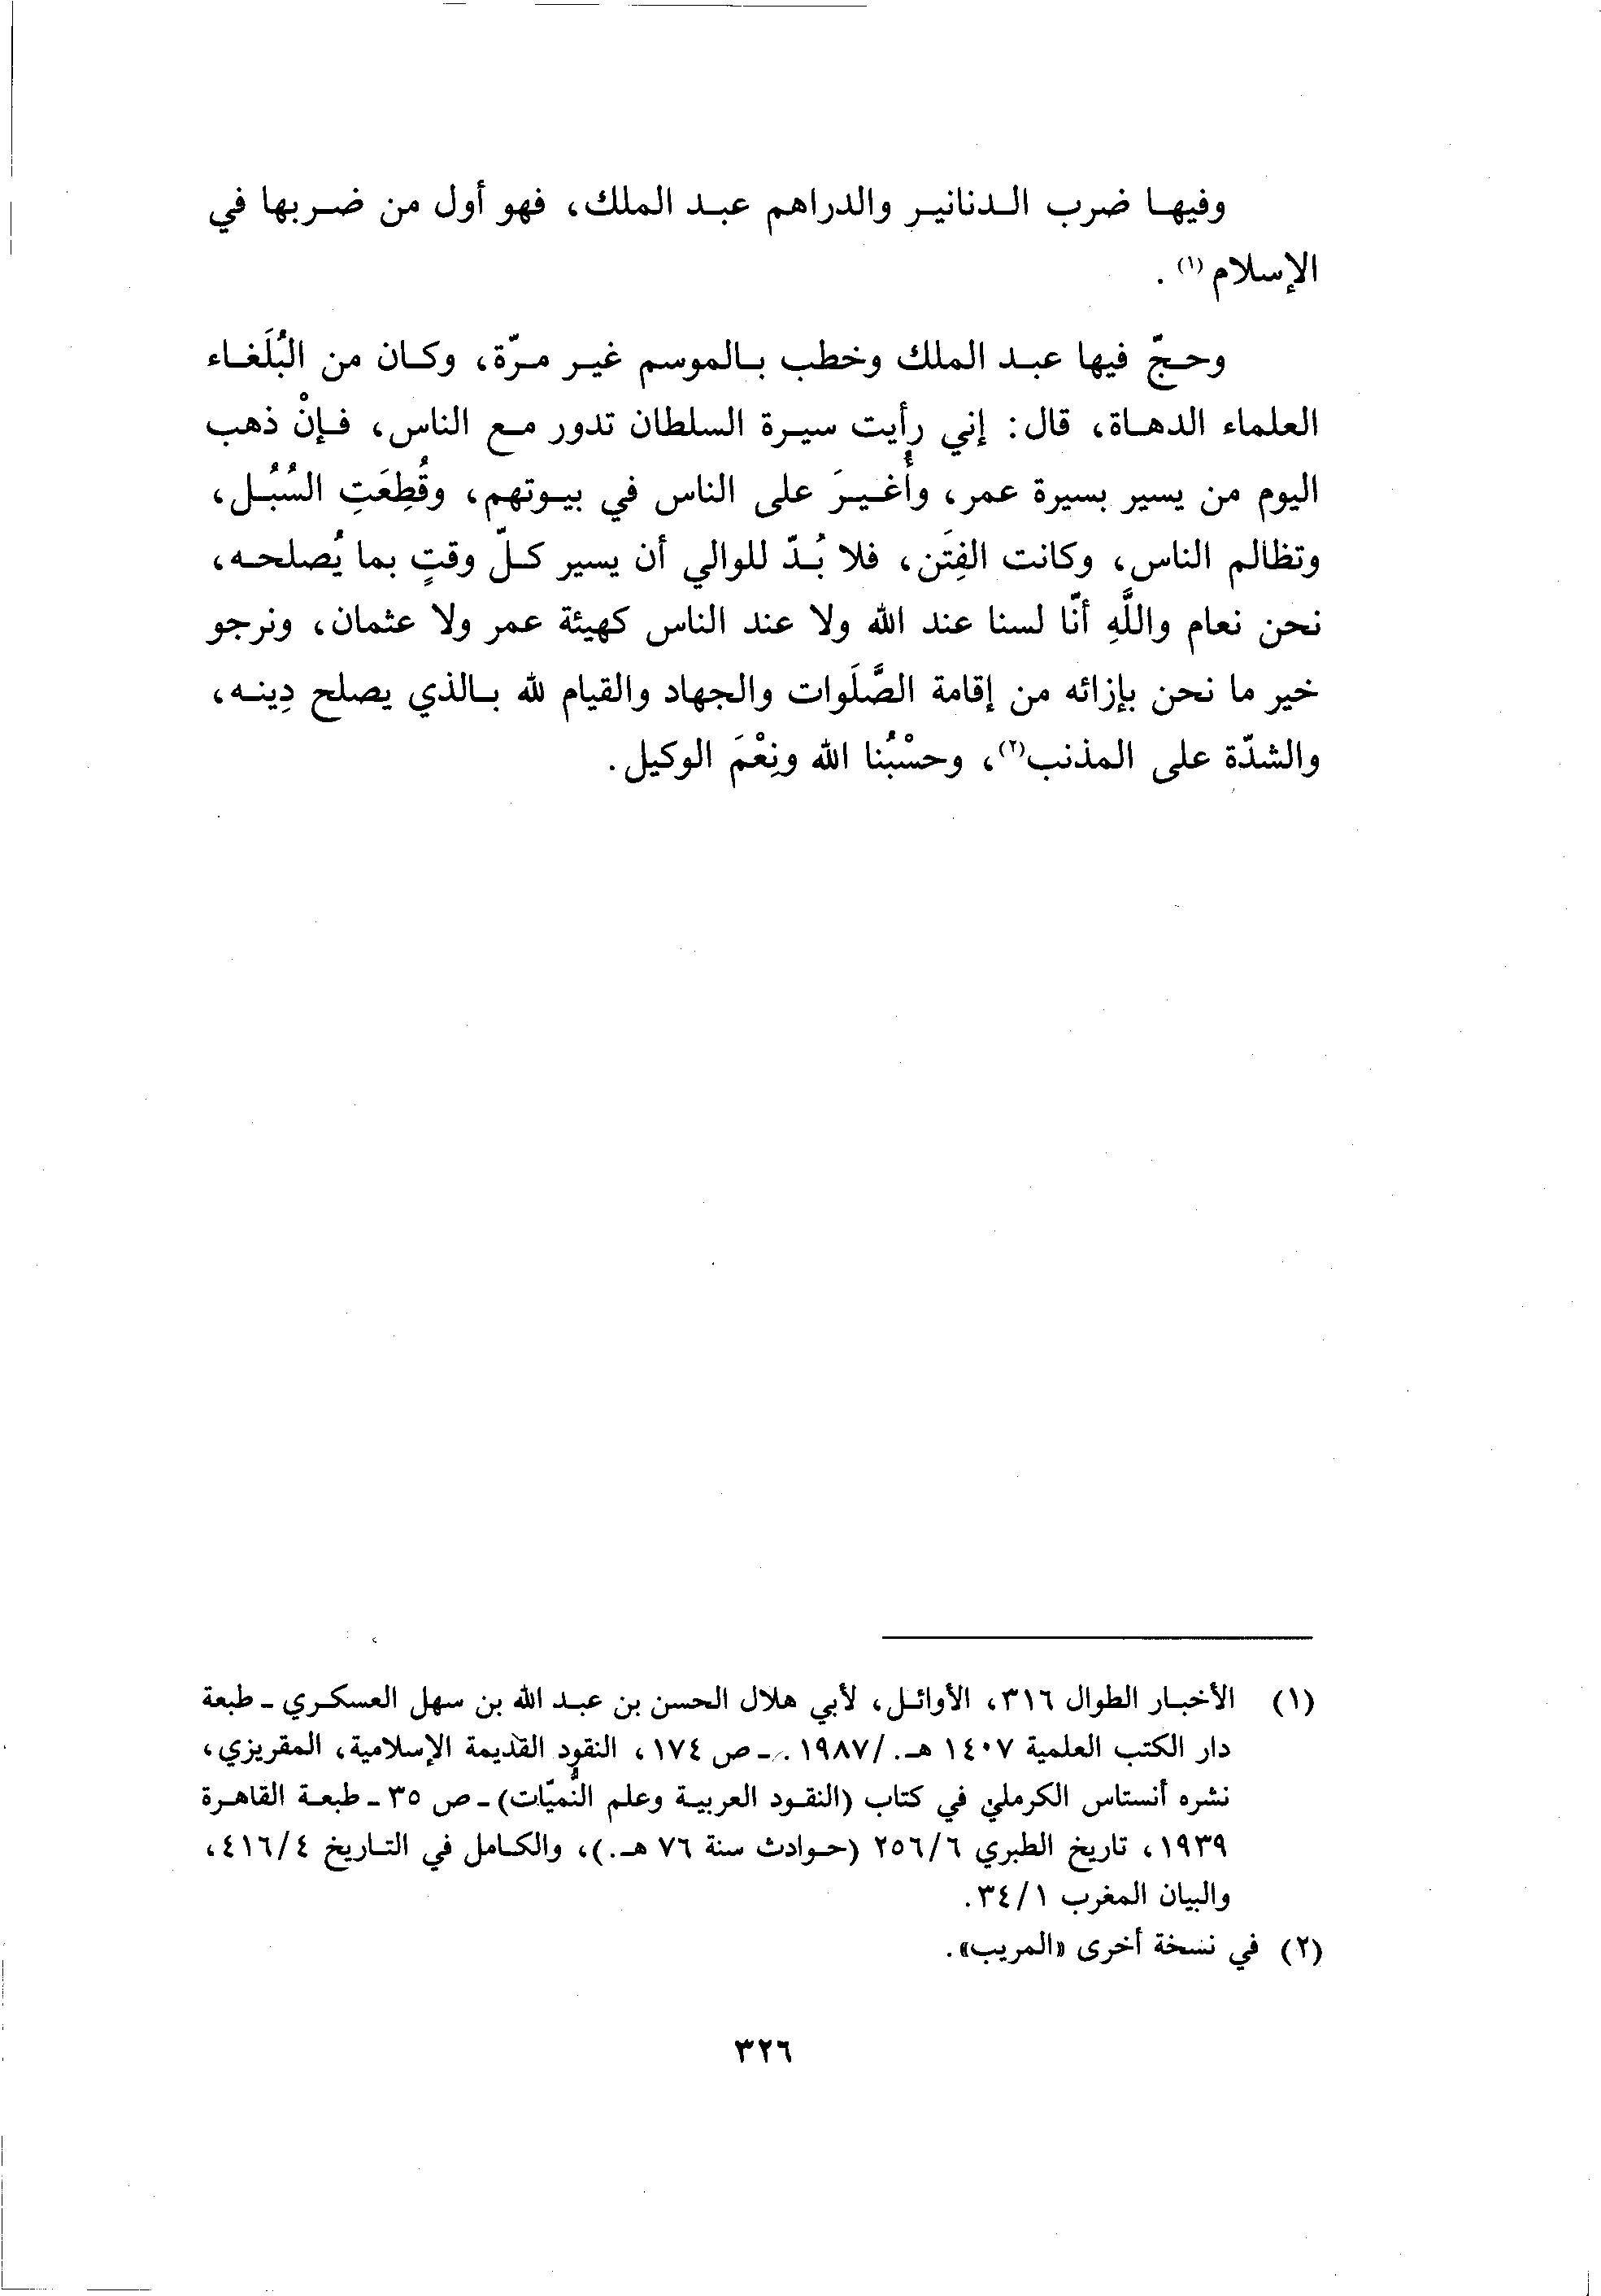 وفيها ضرب الدنانير والدراهم عبد الملك، فهو أول من ضربها في
الإسلام (١).
وحجّ فيها عبد الملك وخطب بالموسم غير مرّة، وكان من البُلَغاء
العلماء الدهاة، قال: إني رأيت سيرة السلطان تدور مع الناس، فإنْ ذهب
اليوم من يسير بسيرة عمر، وأُغيرَ على الناس في بيوتهم، وقُطِعَتِ السُبُل،
وتظالم الناس، وكانت الفِتَن، فلا بُدّ للوالي أن يسير كلّ وقتٍ بما يُصلحه،
نحن نعام واللَّهِ أنّا لسنا عند الله ولا عند الناس كهيئة عمر ولا عثمان، ونرجو
خير ما نحن بإزائه من إقامة الصَّلَوات والجهاد والقيام لله بالذي يصلح دِينه،
والشدّة على المذنب(٢)، وحسْبُنا الله ونِعْمَ الوكيل.
(١) الأخبار الطوال ٣١٦، الأوائل، لأبي هلال الحسن بن عبد الله بن سهل العسكري - طبعة
دار الكتب العلمية ١٤٠٧ هـ./١٩٨٧. - ص ١٧٤، النقود القديمة الإسلامية، المقريزي،
نشره أنستاس الكرملي في كتاب (النقود العربية وعلم النُّميّات) - ص ٣٥ - طبعة القاهرة
١٩٣٩، تاريخ الطبري ٢٥٦/٦ (حوادث سنة ٧٦ هـ.)، والكامل في التاريخ ٤١٦/٤،
والبيان المغرب ٣٤/١.
(٢) في نسخة أخرى «المريب».
٣٢٦